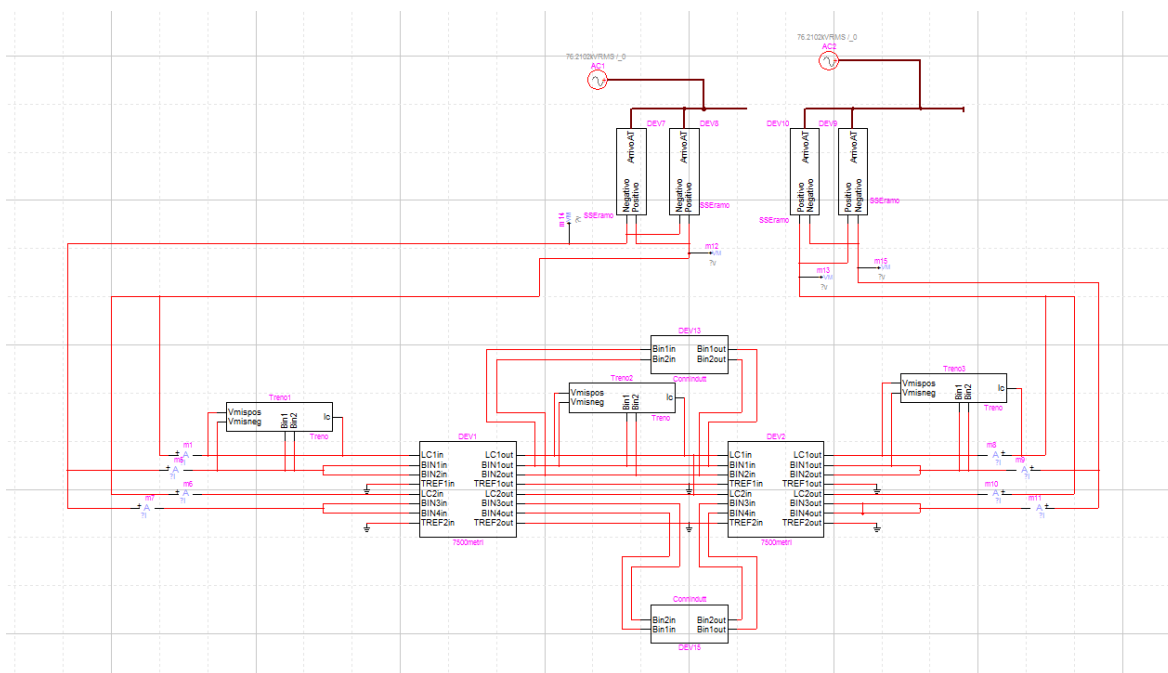 76.2102kVRMS /_0
AC2
76.2102kVRMS /_0
AC1
DEV7
DEV8
DEV10
DEV9
ArrivoAT
ArrivoAT
ArrivoAT
ArrivoAT
Negativo
Positivo
Negativo
Positivo
Positivo
Negativo
Positivo
Negativo
SSEramo
SSEramo
SSEramo
SSEramo
m14
VM
?v
m12
VM
?v
m13
VM
?v
m15
VM
?v
DEV13
Bin1in
Bin2in
Bin1out
Bin2out
Connindutt
Treno1
Vmispos
Vmisneg
Bin1
Bin2
Ic
Treno
Treno2
Vmispos
Vmisneg
Bin1
Bin2
Ic
Treno
Treno3
Vmispos
Vmisneg
Bin1
Bin2
Ic
Treno
m1
+
A
+
A
?i
m6
+
A
?i
m7
+
A
?i
DEV1
LC1in
BIN1in
BIN2in
TREF1in
LC2in
BIN3in
BIN4in
TREF2in
LC1out
BIN1out
BIN2out
TREF1out
LC2out
BIN3out
BIN4out
TREF2out
7500metri
DEV2
LC1in
BIN1in
BIN2in
TREF1in
LC2in
BIN3in
BIN4in
TREF2in
LC1out
BIN1out
BIN2out
TREF1out
LC2out
BIN3out
BIN4out
TREF2out
7500metri
m8
A
+
m9
A
+
?i
m10
A
+
?i
m11
A
+
?i
Connindutt
Bin2in
Bin1in
Bin2out
Bin1out
DEV15